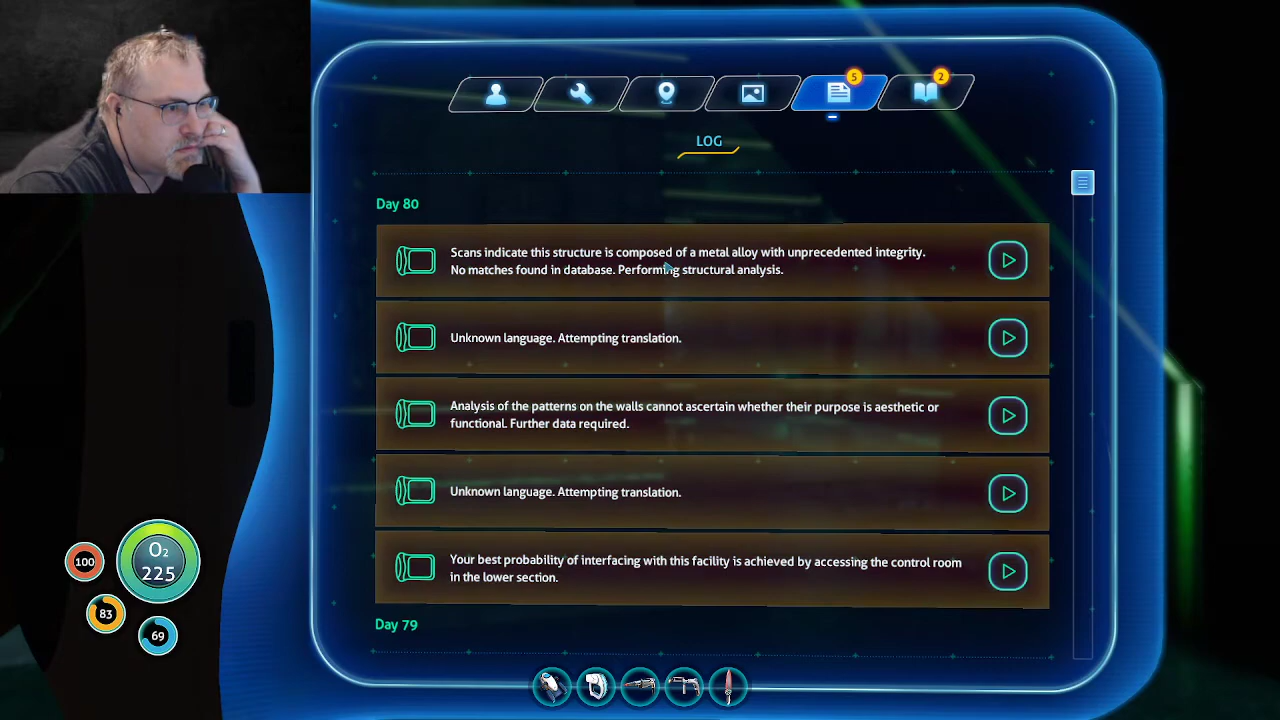 5
2
LOG
Day 80
Scans indicate this structure is composed of a metal alloy with unprecedented integrity.
No matches found in database. Performing structural analysis.
Unknown language. Attempting translation.
Analysis of the patterns on the walls cannot ascertain whether their purpose is aesthetic or
functional. Further data required.
Unknown language. Attempting translation.
Your best probability of interfacing with this facility is achieved by accessing the control room
in the lower section.
Day 79
O₂
225
100
83
69